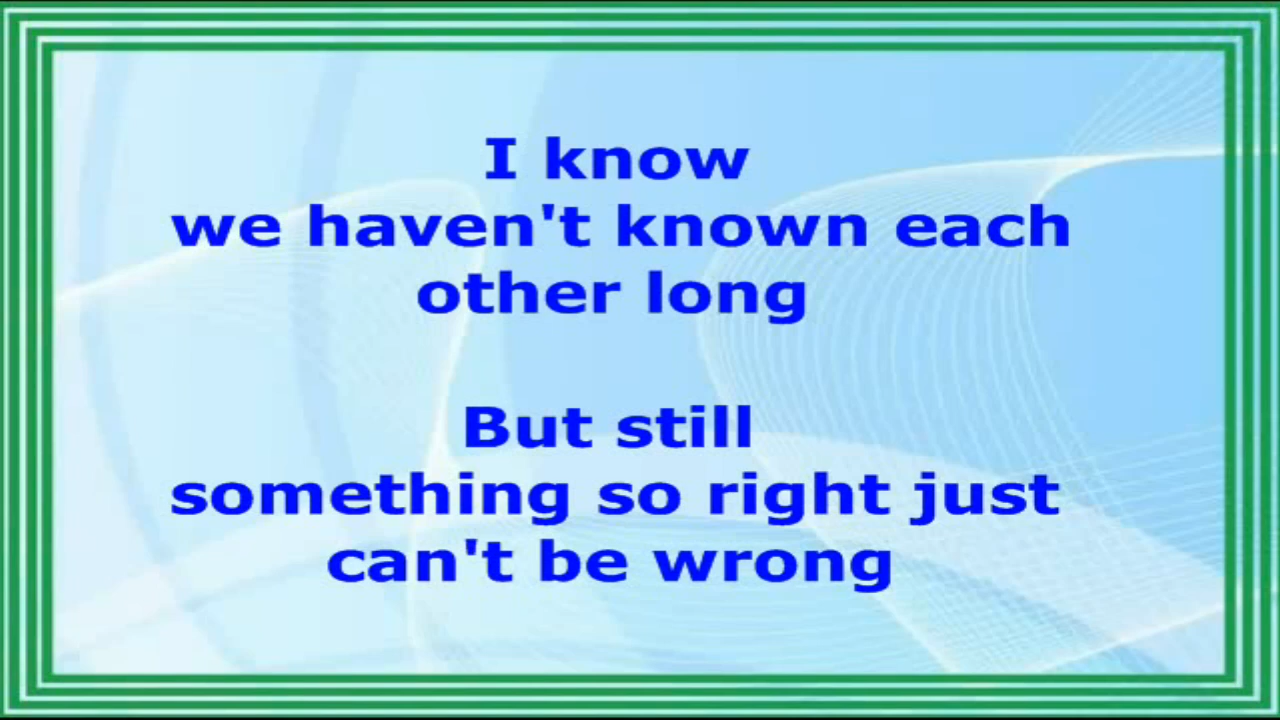 I know
we haven't known each
other long
But still
something so right just
can't be wrong